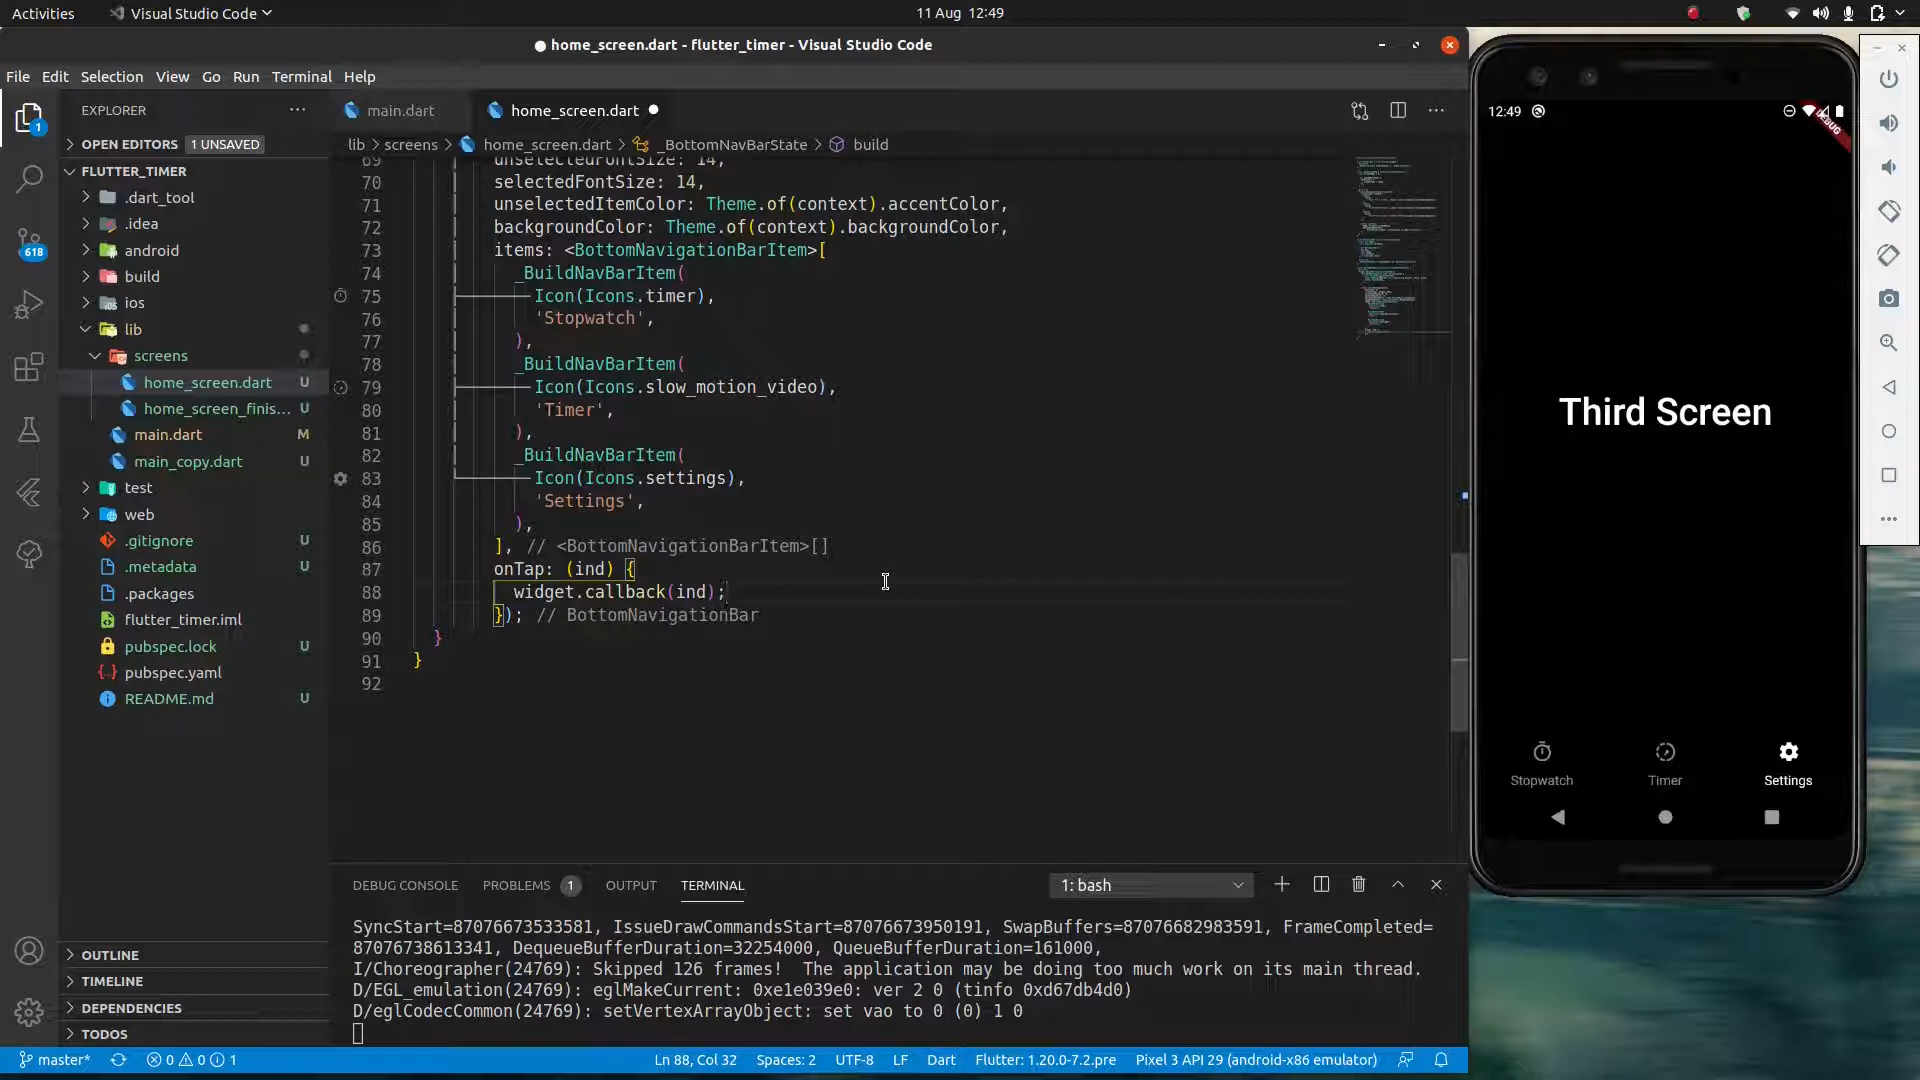 Activities Visual Studio Code 11 Aug 12:49
home_screen.dart - flutter_timer - Visual Studio Code
File Edit Selection View Go Run Terminal Help
EXPLORER
OPEN EDITORS 1 UNSAVED
FLUTTER_TIMER
.dart_tool
.idea
android
build
ios
lib
screens
home_screen.dart U
home_screen_finis... U
main.dart M
main_copy.dart U
test
web
.gitignore U
.metadata U
.packages
flutter_timer.iml
pubspec.lock U
pubspec.yaml
README.md U
OUTLINE
TIMELINE
DEPENDENCIES
TODOS
1
618
main.dart home_screen.dart
lib > screens > home_screen.dart > _BottomNavBarState > build
69 unselectedFontSize: 14,
70 selectedFontSize: 14,
71 unselectedItemColor: Theme.of(context).accentColor,
72 backgroundColor: Theme.of(context).backgroundColor,
73 items: <BottomNavigationBarItem>[
74 _BuildNavBarItem(
75 Icon(Icons.timer),
76 'Stopwatch',
77 ),
78 _BuildNavBarItem(
79 Icon(Icons.slow_motion_video),
80 'Timer',
81 ),
82 _BuildNavBarItem(
83 Icon(Icons.settings),
84 'Settings',
85 ),
86 ], // <BottomNavigationBarItem>[]
87 onTap: (ind) {
88 widget.callback(ind);
89 }); // BottomNavigationBar
90 }
91 }
92
DEBUG CONSOLE PROBLEMS 1 OUTPUT TERMINAL 1: bash
SyncStart=87076673533581, IssueDrawCommandsStart=87076673950191, SwapBuffers=87076682983591, FrameCompleted=
87076738613341, DequeueBufferDuration=32254000, QueueBufferDuration=161000,
I/Choreographer(24769): Skipped 126 frames!  The application may be doing too much work on its main thread.
D/EGL_emulation(24769): eglMakeCurrent: 0xe1e039e0: ver 2 0 (tinfo 0xd67db4d0)
D/eglCodecCommon(24769): setVertexArrayObject: set vao to 0 (0) 1 0
master* 0 0 1 Ln 88, Col 32 Spaces: 2 UTF-8 LF Dart Flutter: 1.20.0-7.2.pre Pixel 3 API 29 (android-x86 emulator)
12:49
DEBUG
Third Screen
Stopwatch Timer Settings